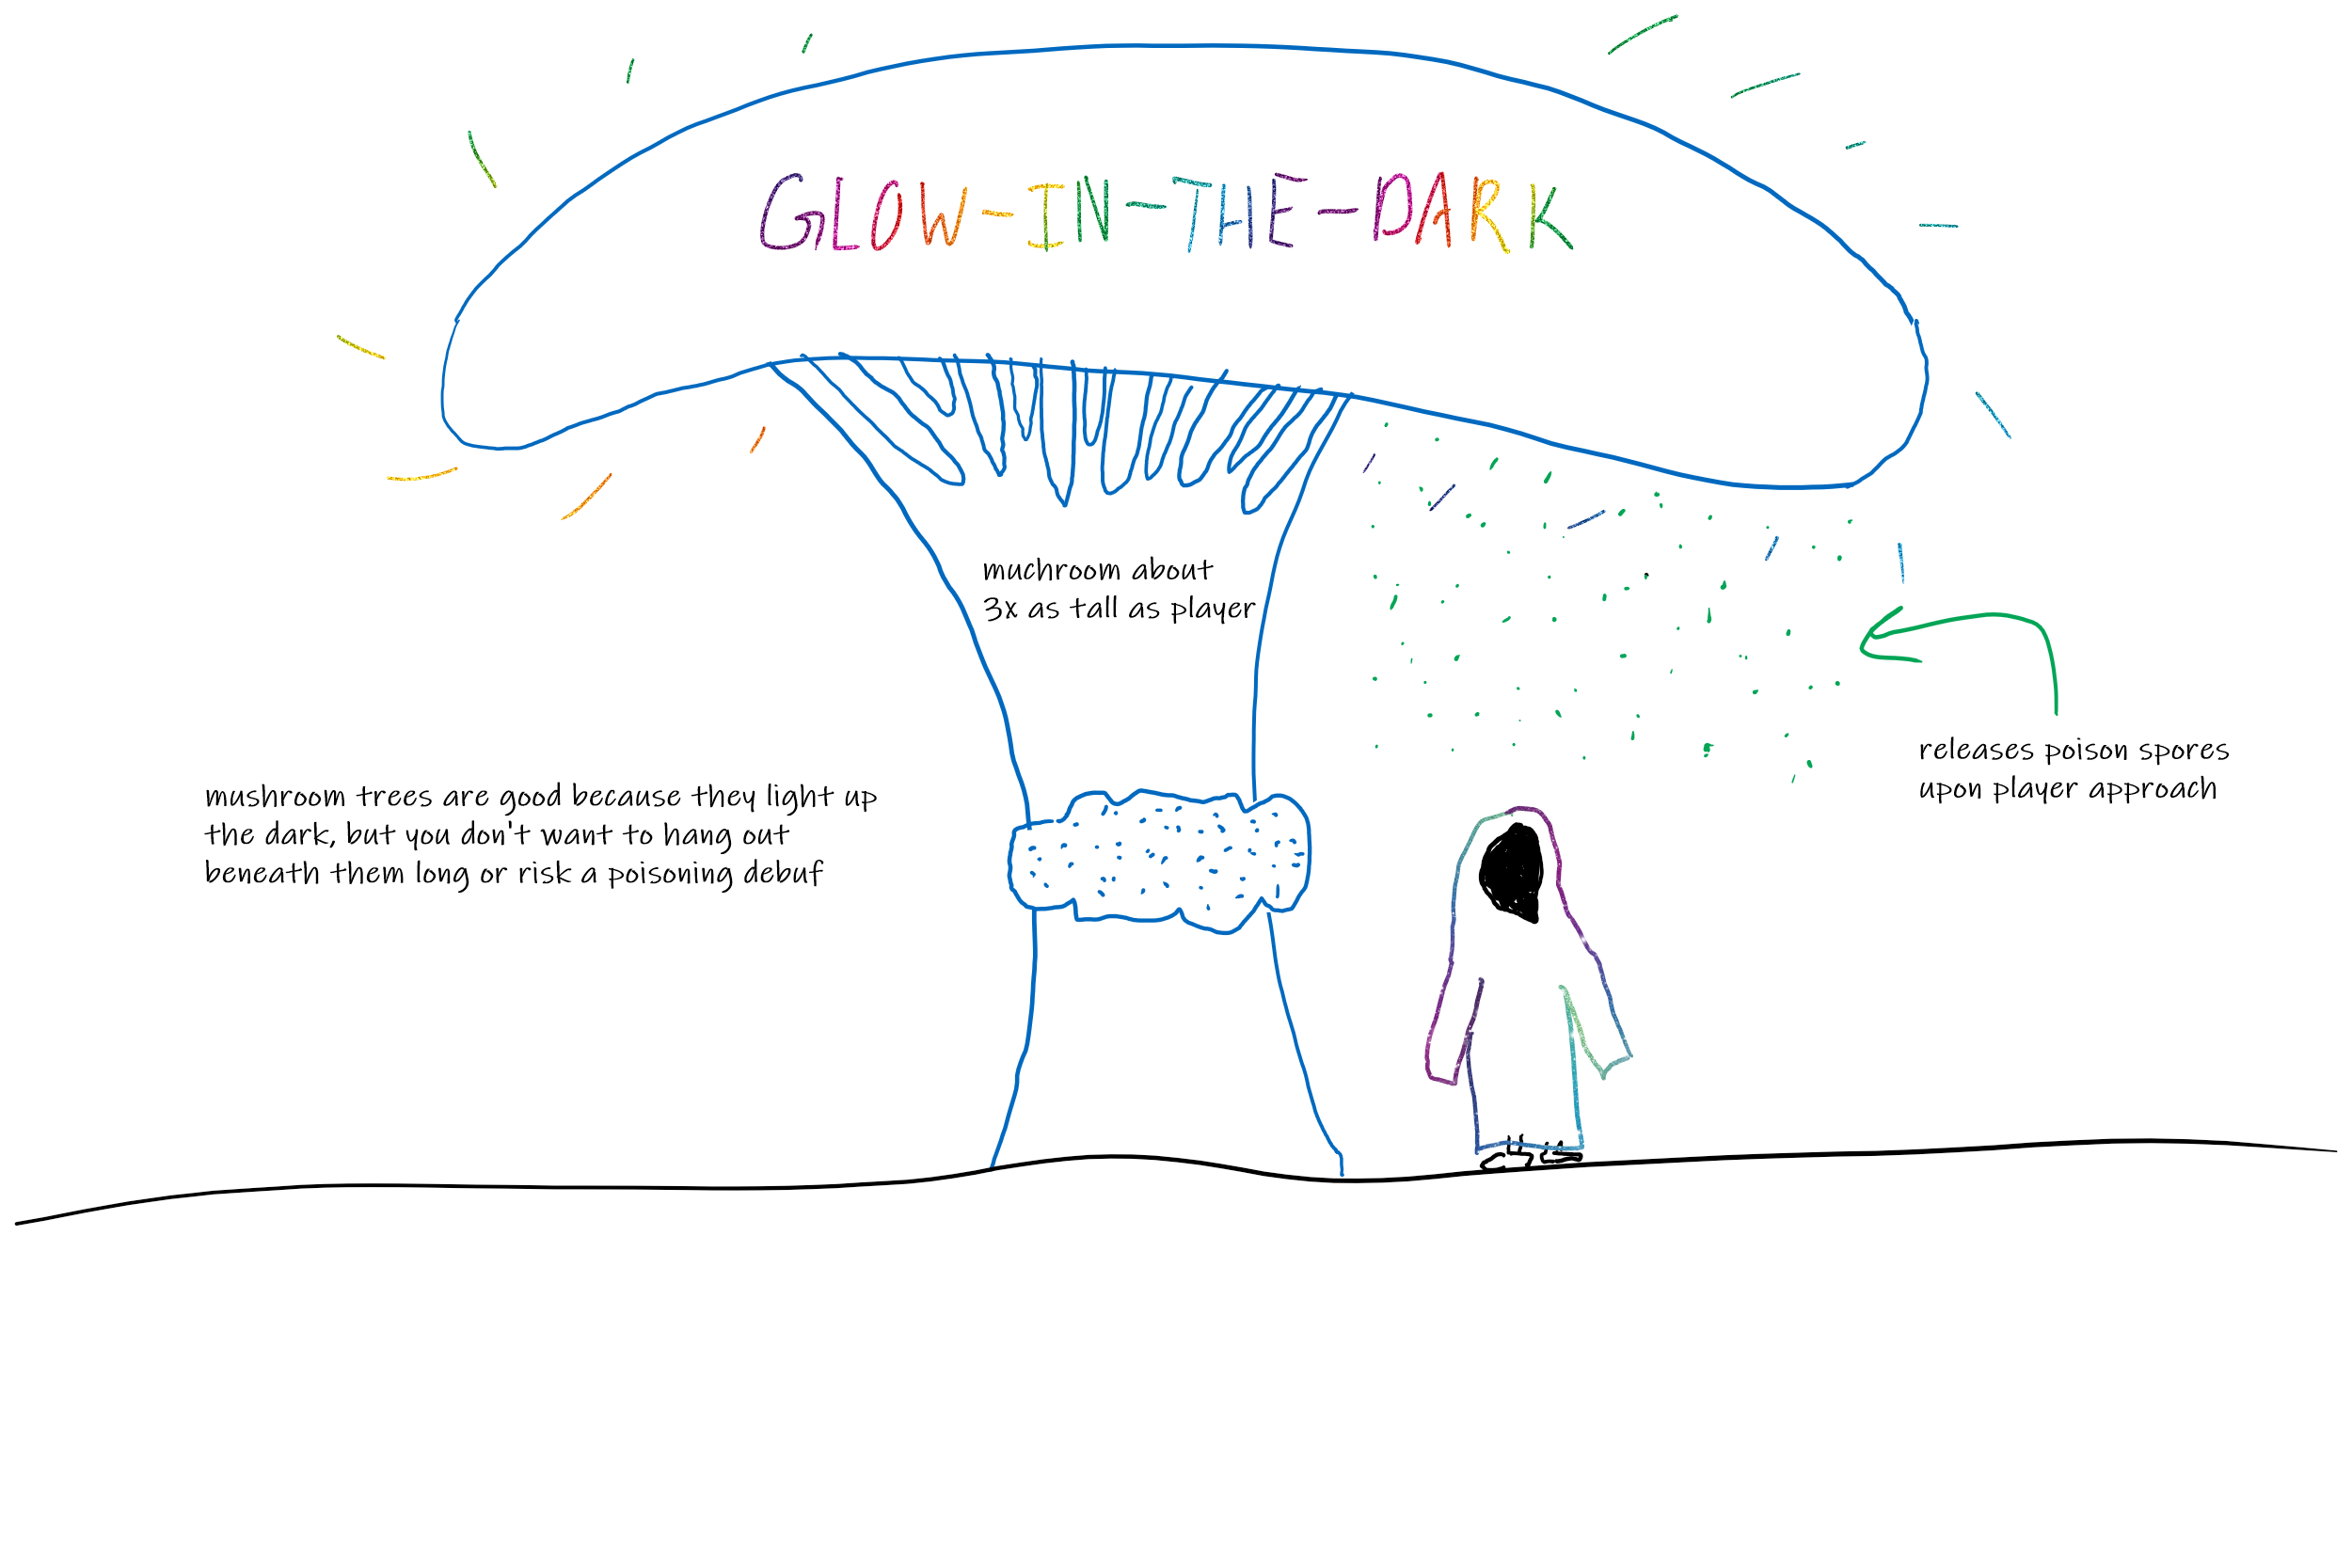 GLOW-IN-THE-DARK
muchroom about
3x as tall as player
mushroom trees are good because they light up
the dark, but you don't want to hang out
beneath them long or risk a poisoning debuf
releases poison spores
upon player approach